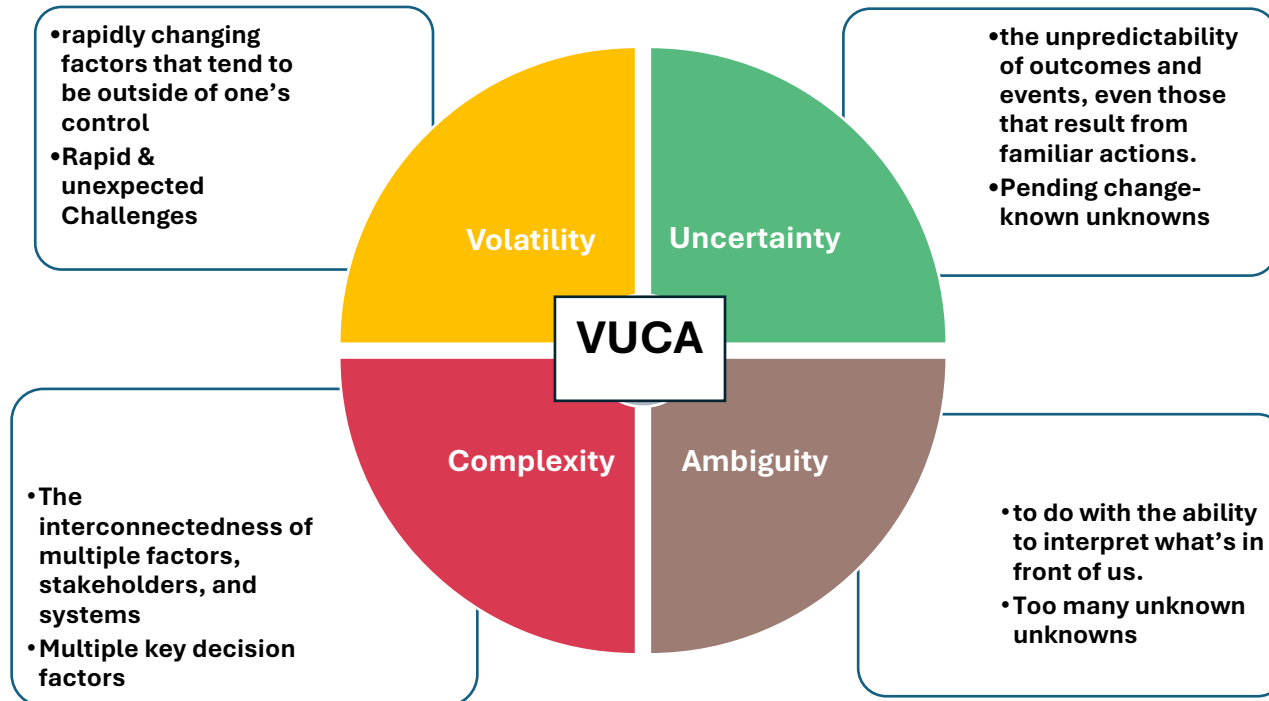 •rapidly changing
factors that tend to
be outside of one’s
control
•Rapid &
unexpected
Challenges
•the unpredictability
of outcomes and
events, even those
that result from
familiar actions.
•Pending change-
known unknowns
Volatility
Uncertainty
VUCA
Complexity
Ambiguity
•The
interconnectedness of
multiple factors,
stakeholders, and
systems
•Multiple key decision
factors
•to do with the ability
to interpret what’s in
front of us.
•Too many unknown
unknowns